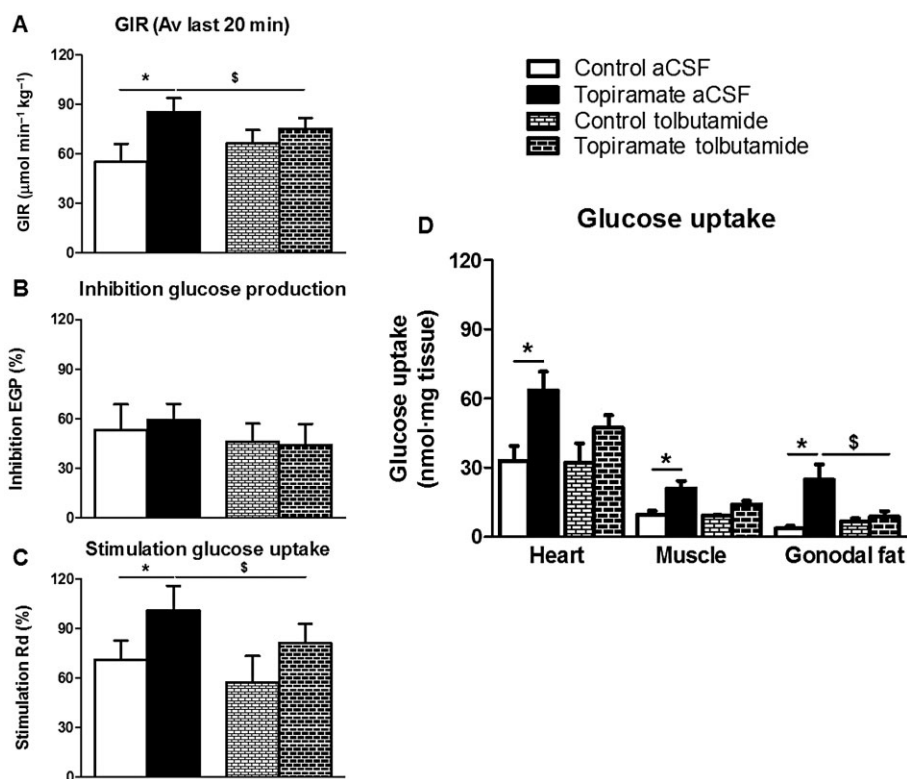 A
GIR (Av last 20 min)
GIR (μmol min⁻¹ kg⁻¹)
120
90
60
30
0
*
$
B
Inhibition glucose production
Inhibition EGP (%)
120
90
60
30
0
C
Stimulation glucose uptake
Stimulation Rd (%)
120
90
60
30
0
*
$
Control aCSF
Topiramate aCSF
Control tolbutamide
Topiramate tolbutamide
D
Glucose uptake
Glucose uptake
(nmol·mg tissue)
120
90
60
30
0
*
*
*
$
Heart
Muscle
Gonodal fat